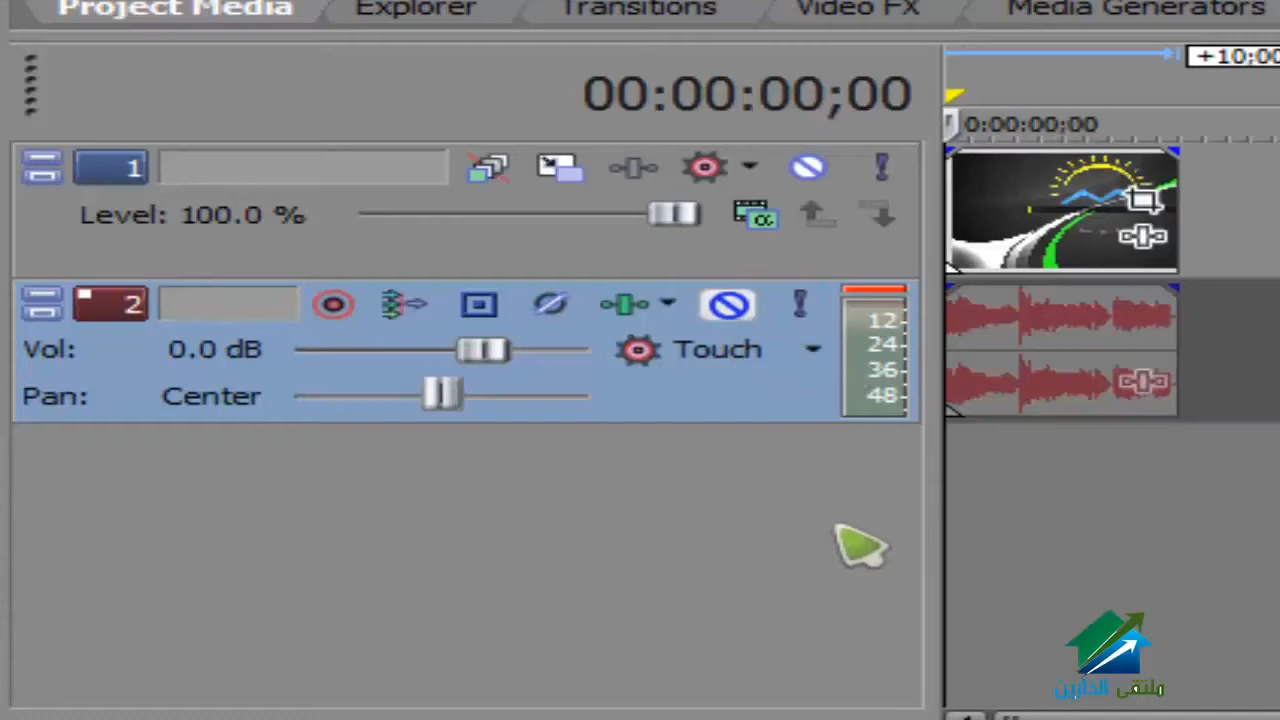 Project Media Explorer Transitions Video FX Media Generators
+10;00
00:00:00;00
0:00:00;00
1
Level: 100.0 %
α
2
12
Vol: 0.0 dB Touch 24
36
Pan: Center 48
ملتقى الدارين